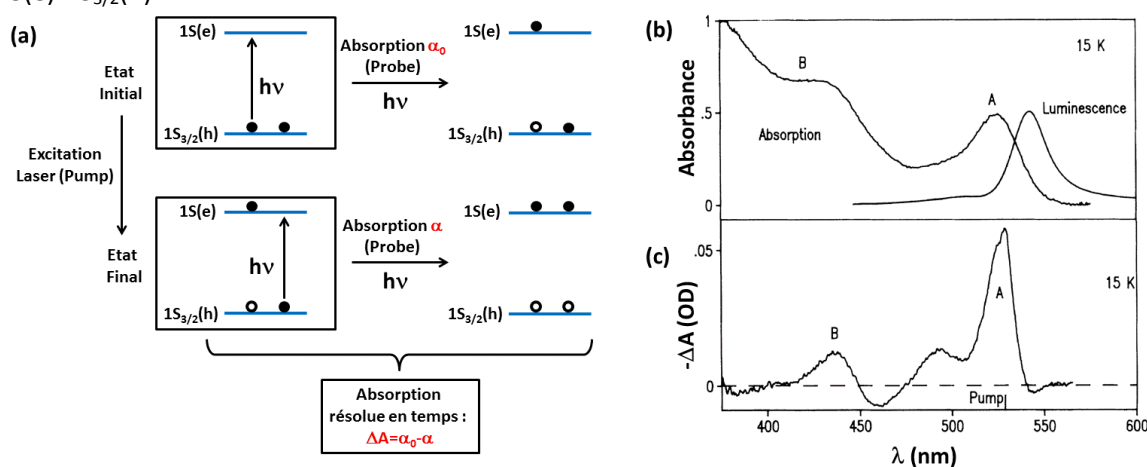 (a)
1S(e)
Absorption α₀
(Probe)
hν
1S(e)
Etat
Initial
hν
1S3/2(h)
1S3/2(h)
Excitation
Laser (Pump)
1S(e)
Absorption α
(Probe)
hν
1S(e)
Etat
Final
hν
1S3/2(h)
1S3/2(h)
Absorption
résolue en temps :
ΔA=α₀-α
(b)
15 K
Absorbance
1
.5
0
B
A
Absorption
Luminescence
(c)
15 K
-ΔA (OD)
.05
0
B
A
Pump
400
450
500
550
600
λ (nm)